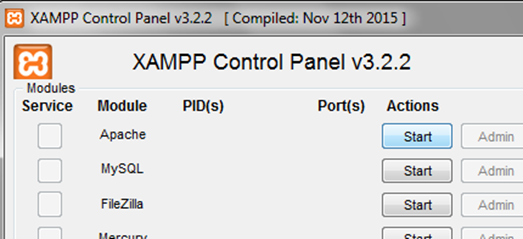 XAMPP Control Panel v3.2.2 [ Compiled: Nov 12th 2015 ]
XAMPP Control Panel v3.2.2
Modules
Service Module PID(s) Port(s) Actions
Apache Start Admin
MySQL Start Admin
FileZilla Start Admin
Mercury Start Admin